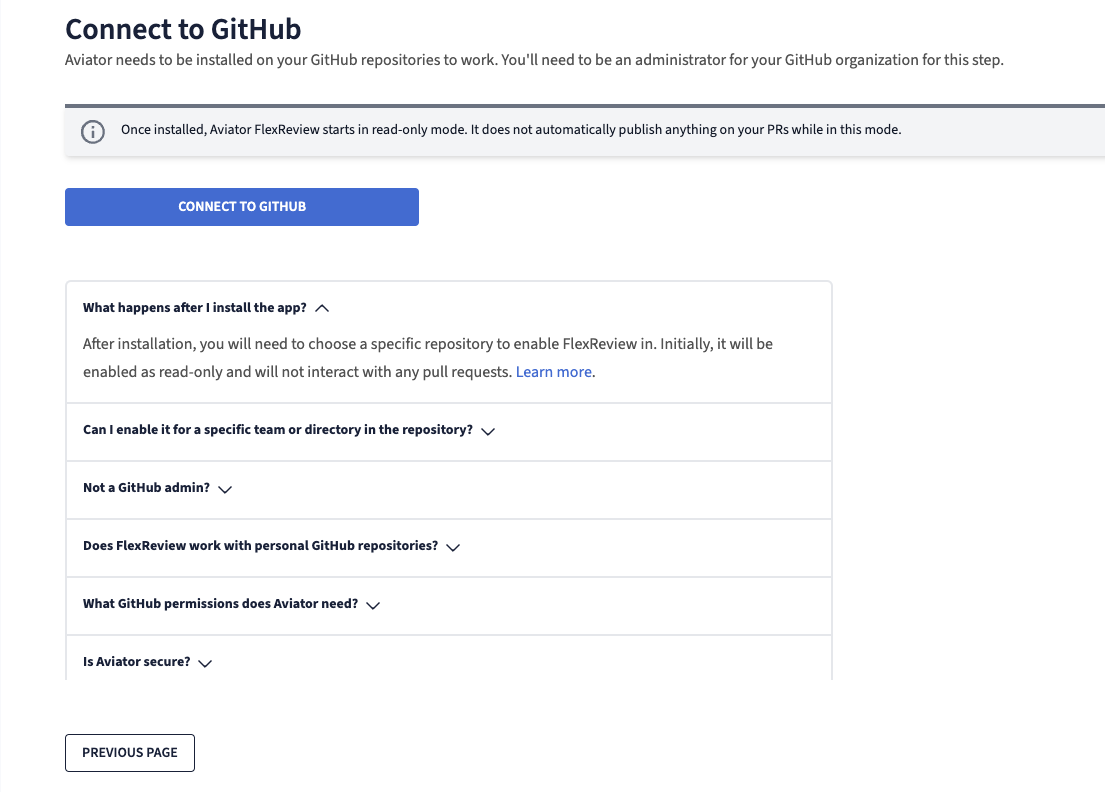 Connect to GitHub
Aviator needs to be installed on your GitHub repositories to work. You'll need to be an administrator for your GitHub organization for this step.
Once installed, Aviator FlexReview starts in read-only mode. It does not automatically publish anything on your PRs while in this mode.
CONNECT TO GITHUB
What happens after I install the app?
After installation, you will need to choose a specific repository to enable FlexReview in. Initially, it will be
enabled as read-only and will not interact with any pull requests. Learn more.
Can I enable it for a specific team or directory in the repository?
Not a GitHub admin?
Does FlexReview work with personal GitHub repositories?
What GitHub permissions does Aviator need?
Is Aviator secure?
PREVIOUS PAGE